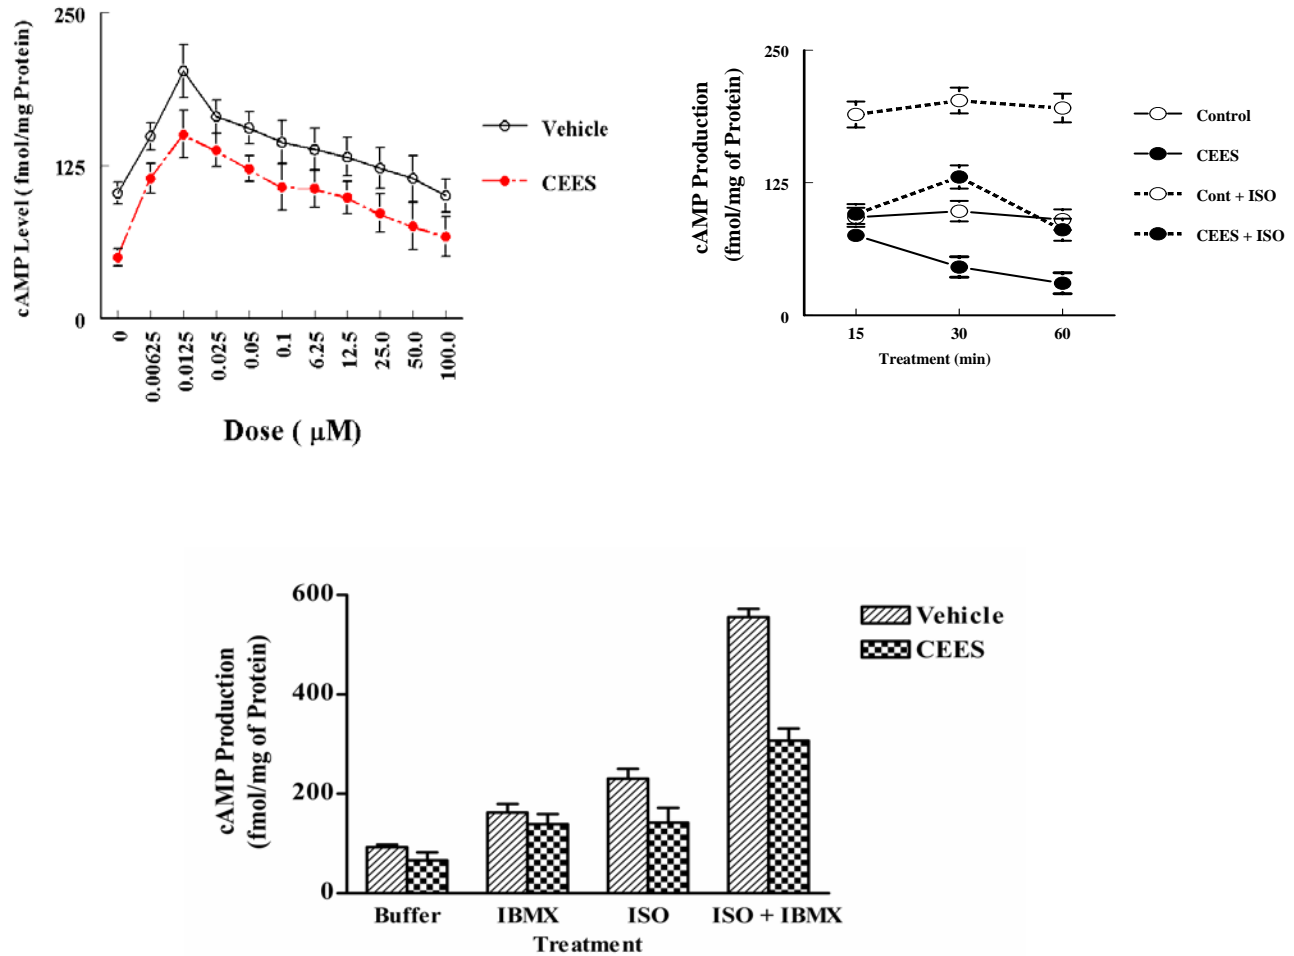 250
125
0
cAMP Level ( fmol/mg Protein)
0
0.00625
0.0125
0.025
0.05
0.1
6.25
12.5
25.0
50.0
100.0
Dose ( μM)
Vehicle
CEES
250
125
0
cAMP Production
(fmol/mg of Protein)
15
30
60
Treatment (min)
Control
CEES
Cont + ISO
CEES + ISO
600
400
200
0
cAMP Production
(fmol/mg of Protein)
Buffer
IBMX
ISO
ISO + IBMX
Treatment
Vehicle
CEES